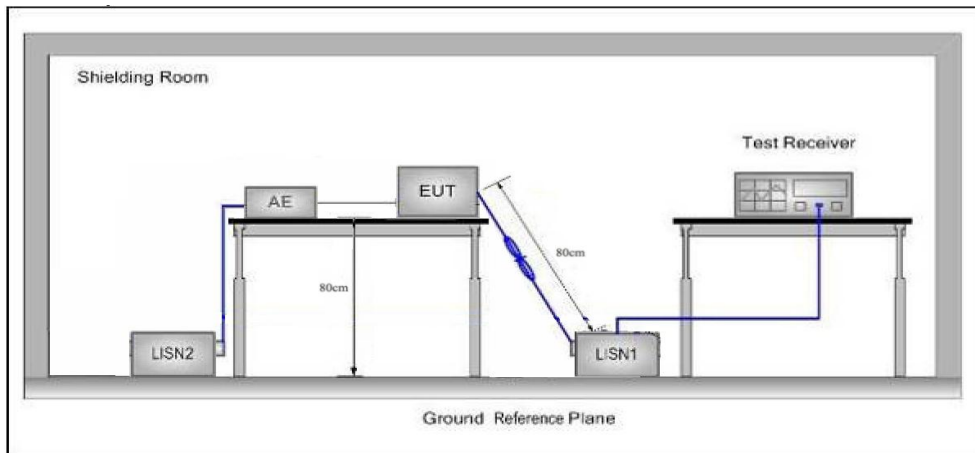 Shielding Room
Test Receiver
EUT
AE
80cm
80cm
LISN2
LISN1
Ground Reference Plane